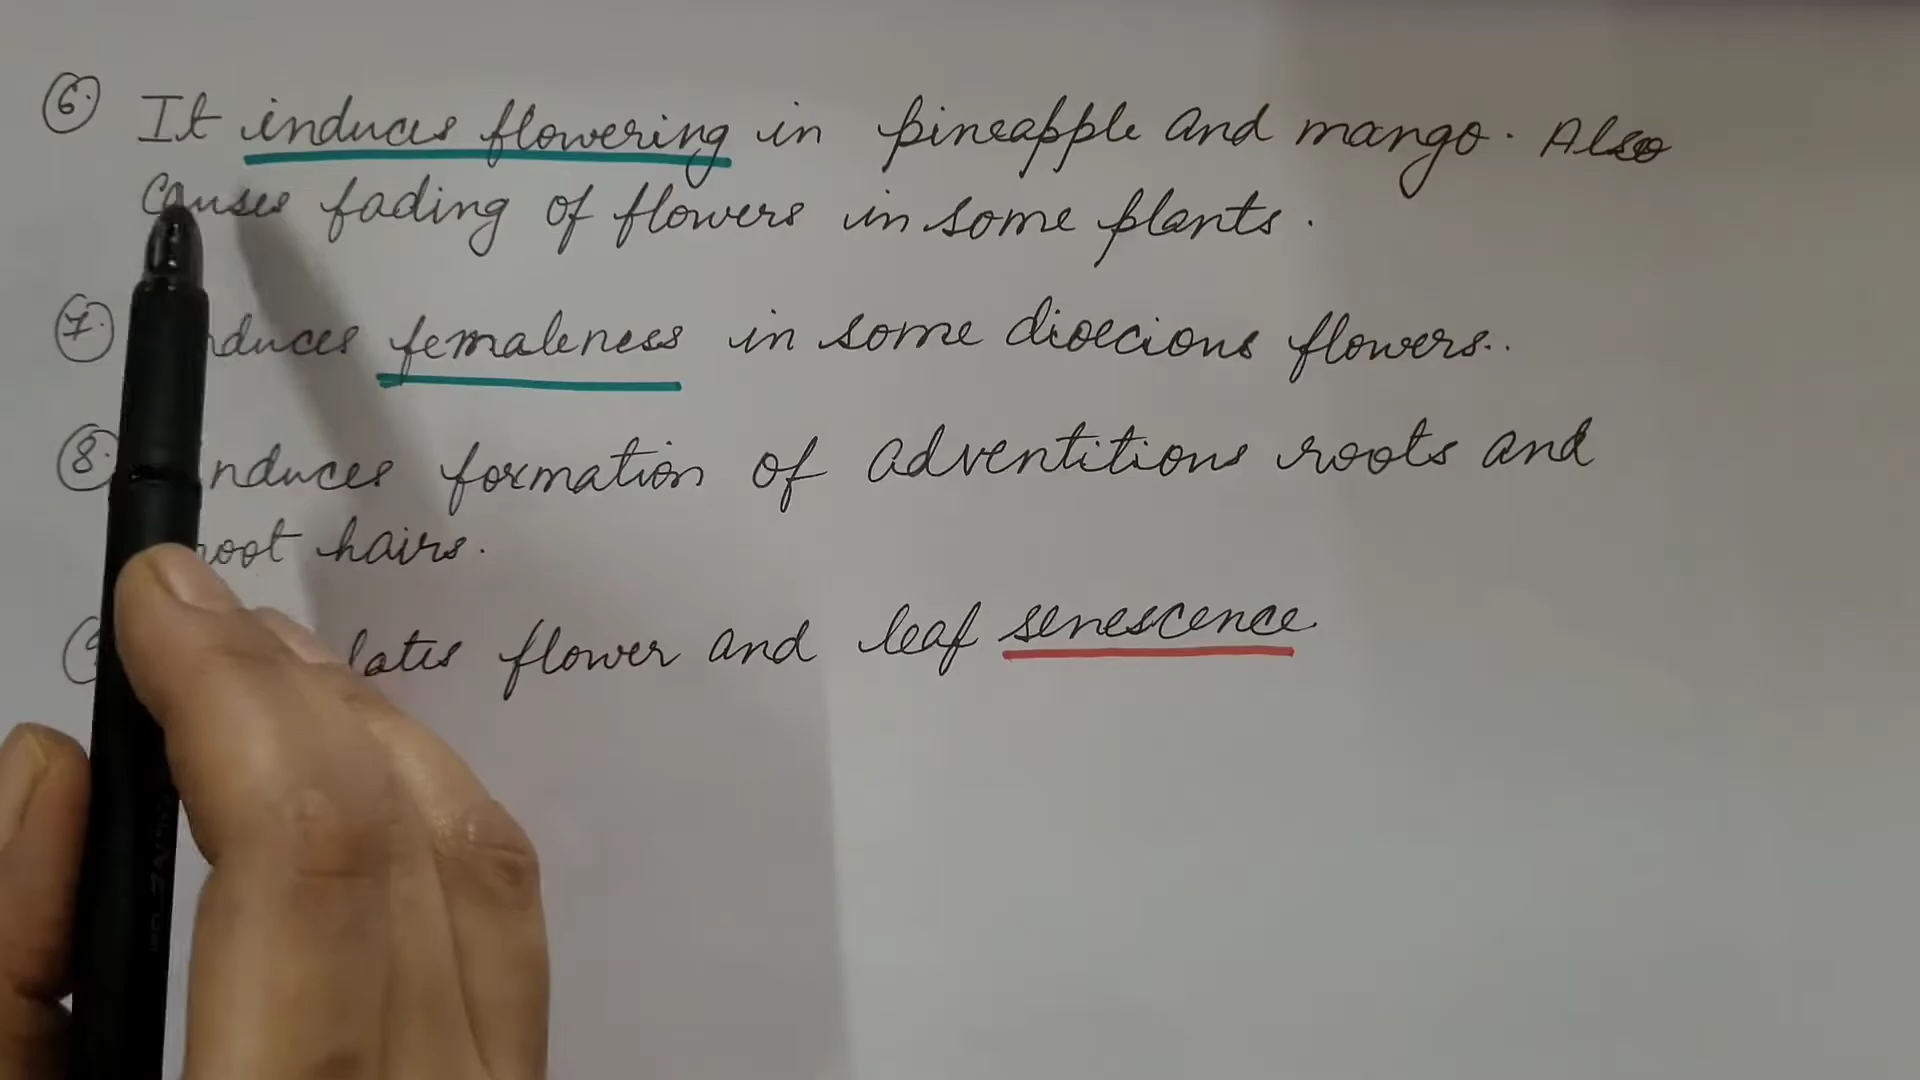 6. It induces flowering in pineapple and mango. Also
causes fading of flowers in some plants.
7. nduces femaleness in some dioecious flowers..
8. nduces formation of adventitious roots and
root hairs.
lates flower and leaf senescence.